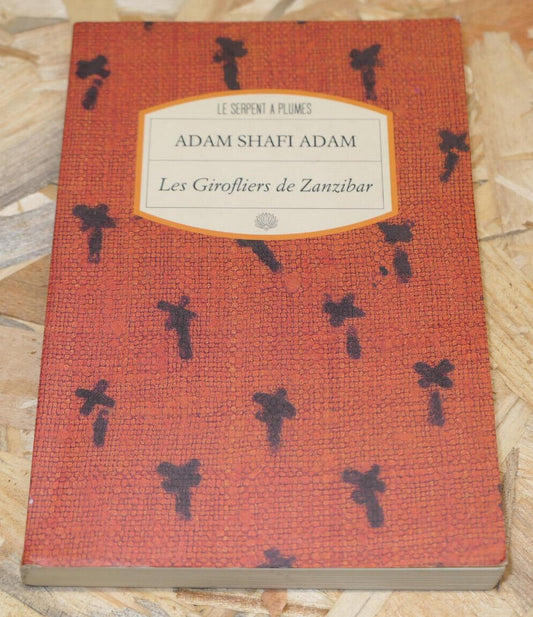 LE SERPENT A PLUMES
ADAM SHAFI ADAM
Les Girofliers de Zanzibar